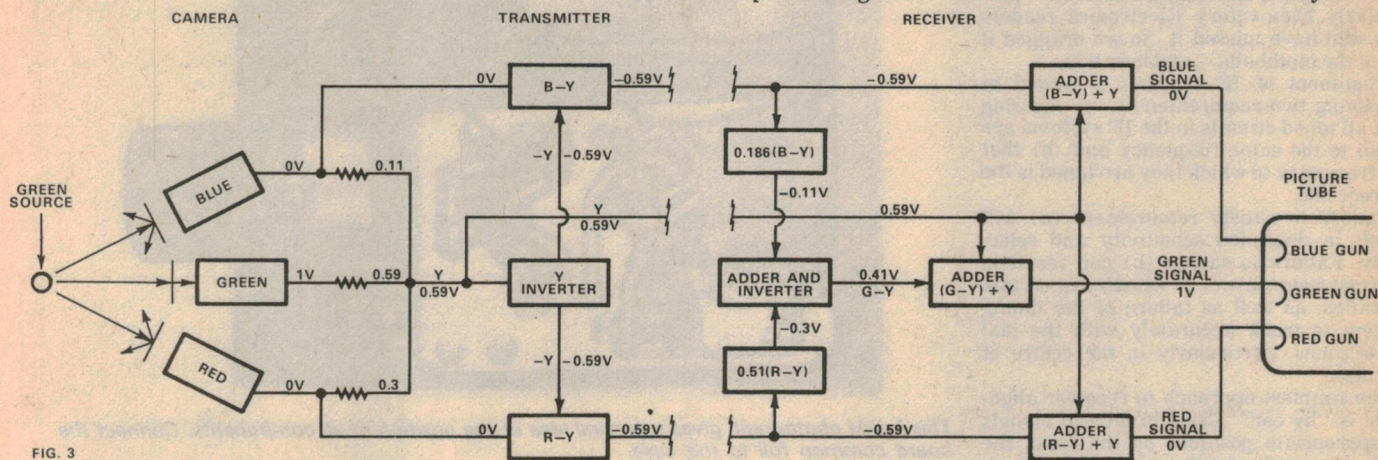 CAMERA
TRANSMITTER
RECEIVER
GREEN
SOURCE
BLUE
0V
0.11
GREEN
1V
0.59
Y
0.59V
RED
0V
0.3
0V
B–Y
–0.59V
–Y –0.59V
Y
0.59V
INVERTER
–Y –0.59V
0V
R–Y
–0.59V
–0.59V
0.186(B–Y)
–0.11V
0.59V
ADDER AND
INVERTER
0.41V
G–Y
–0.3V
0.51(R–Y)
–0.59V
ADDER
(B–Y) + Y
BLUE
SIGNAL
0V
ADDER
(G–Y) + Y
GREEN
SIGNAL
1V
ADDER
(R–Y) + Y
RED
SIGNAL
0V
PICTURE
TUBE
BLUE GUN
GREEN GUN
RED GUN
FIG. 3